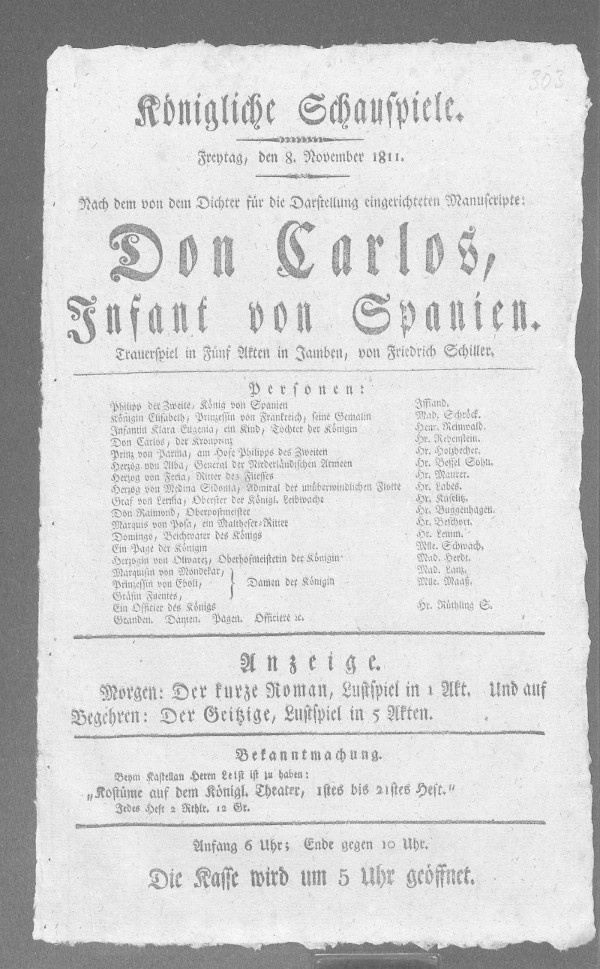 303
Königliche Schauspiele.
Freytag, den 8. November 1811.
Nach dem von dem Dichter für die Darstellung eingerichteten Manuscripte:
Don Carlos,
Infant von Spanien.
Trauerspiel in Fünf Akten in Jamben, von Friedrich Schiller.
Personen:
Philipp der Zweite, König von Spanien Iffland.
Königin Elisabeth, Prinzessin von Frankreich, seine Gemalin Mad. Schröck.
Infantin Klara Eugenia, ein Kind, Tochter der Königin Henr. Reinwald.
Don Carlos, der Kronprinz Hr. Rebenstein.
Prinz von Parma, am Hofe Philipps des Zweiten Hr. Holzbecher.
Herzog von Alba, General der Niederländischen Armeen Hr. Bessel Sohn.
Herzog von Feria, Ritter des Fliesses Hr. Maurer.
Herzog von Medina Sidonia, Admiral der unüberwindlichen Flotte Hr. Labes.
Graf von Lerma, Oberster der Königl. Leibwache Hr. Kaselitz.
Don Raimond, Oberpostmeister Hr. Buggenhagen.
Marquis von Posa, ein Maltheser-Ritter Hr. Beschort.
Domingo, Beichtvater des Königs Hr. Lemm.
Ein Page der Königin Mlle. Schwach.
Herzogin von Olivarez, Oberhofmeisterin der Königin Mad. Herdt.
Marquisin von Mondekar, Mad. Lanz.
Prinzessin von Eboli, Damen der Königin Mlle. Maaß.
Gräfin Fuentes,
Ein Officier des Königs Hr. Rüthling S.
Granden. Damen. Pagen. Officiere ꝛc.
Anzeige.
Morgen: Der kurze Roman, Lustspiel in 1 Akt. Und auf
Begehren: Der Geitzige, Lustspiel in 5 Akten.
Bekanntmachung.
Beym Kastellan Herrn Leist ist zu haben:
„Kostüme auf dem Königl. Theater, 1stes bis 21stes Heft.“
Jedes Heft 2 Rthlr. 12 Gr.
Anfang 6 Uhr; Ende gegen 10 Uhr.
Die Kasse wird um 5 Uhr geöffnet.